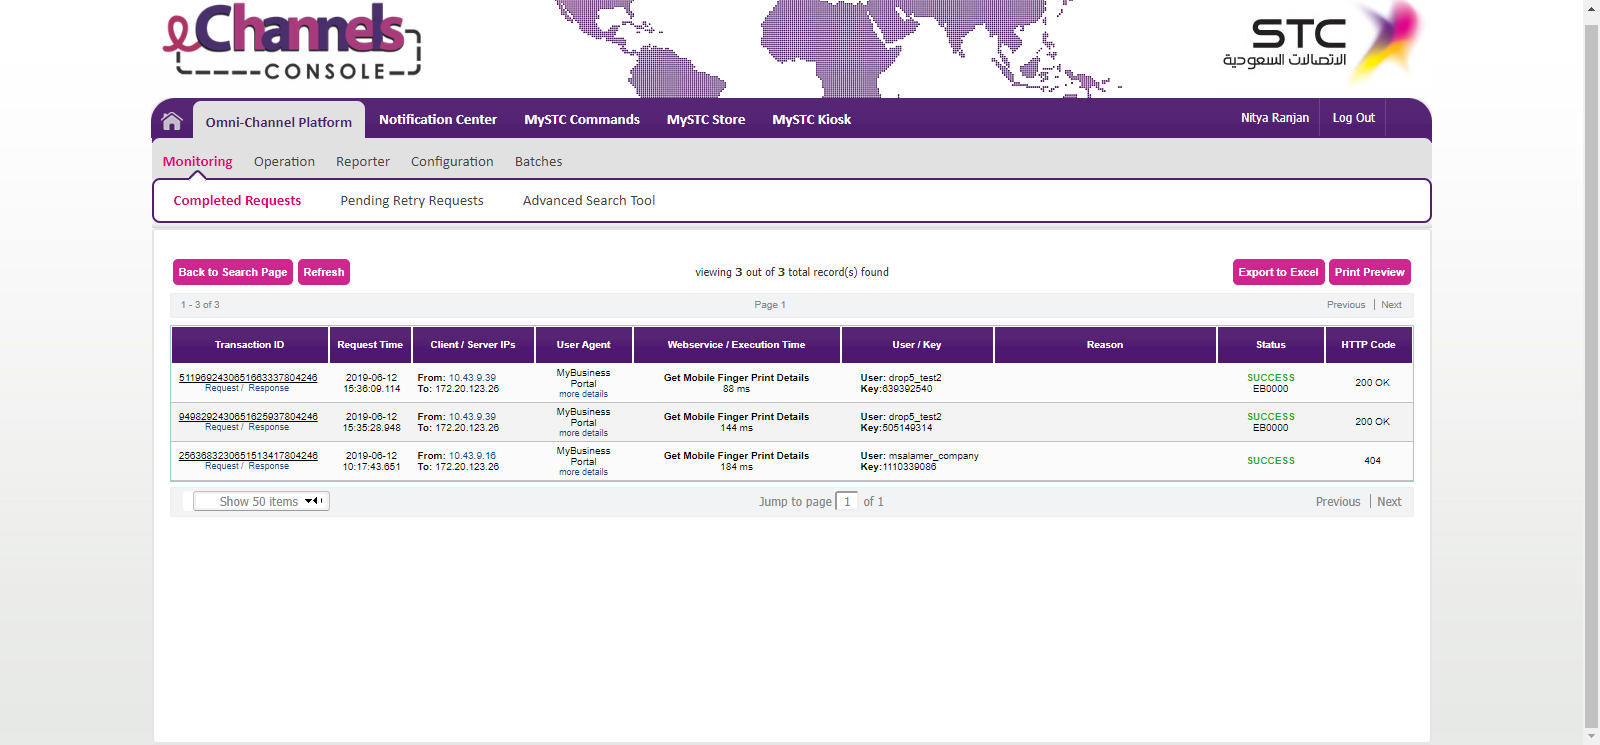 eChannels
CONSOLE
STC
الاتصالات السعودية
Omni-Channel Platform Notification Center MySTC Commands MySTC Store MySTC Kiosk Nitya Ranjan Log Out
Monitoring Operation Reporter Configuration Batches
Completed Requests Pending Retry Requests Advanced Search Tool
Back to Search Page Refresh viewing 3 out of 3 total record(s) found Export to Excel Print Preview
1 - 3 of 3 Page 1 Previous | Next
Transaction ID Request Time Client / Server IPs User Agent Webservice / Execution Time User / Key Reason Status HTTP Code
5119692430651663337804246 2019-06-12 From: 10.43.9.39 MyBusiness Get Mobile Finger Print Details User: drop5_test2 SUCCESS 200 OK
Request / Response 15:36:09.114 To: 172.20.123.26 Portal 88 ms Key:639392540 EB0000
more details
9498292430651625937804246 2019-06-12 From: 10.43.9.39 MyBusiness Get Mobile Finger Print Details User: drop5_test2 SUCCESS 200 OK
Request / Response 15:35:28.948 To: 172.20.123.26 Portal 144 ms Key:505149314 EB0000
more details
2563683230651513417804246 2019-06-12 From: 10.43.9.16 MyBusiness Get Mobile Finger Print Details User: msalamer_company SUCCESS 404
Request / Response 10:17:43.651 To: 172.20.123.26 Portal 184 ms Key:1110339086
more details
Show 50 items Jump to page 1 of 1 Previous | Next